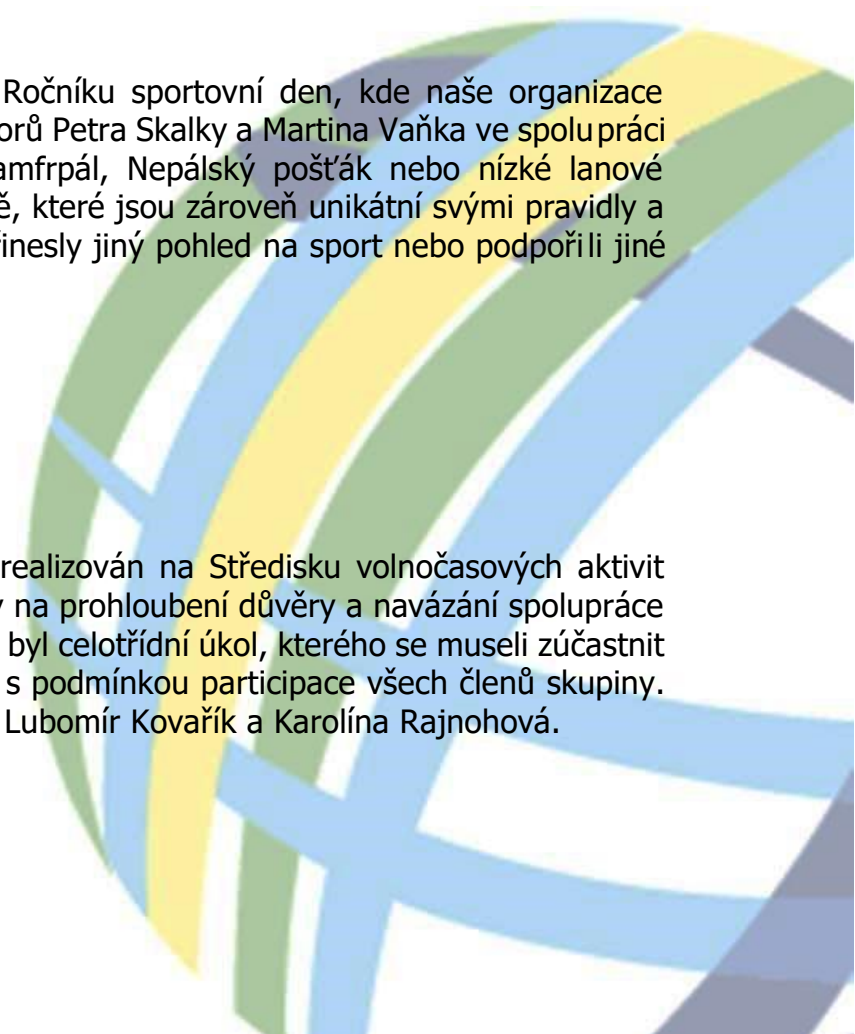 Ročníku sportovní den, kde naše organizace
orů Petra Skalky a Martina Vaňka ve spolupráci
amfrpál, Nepálský pošťák nebo nízké lanové
ě, které jsou zároveň unikátní svými pravidly a
řinesly jiný pohled na sport nebo podpořili jiné
realizován na Středisku volnočasových aktivit
y na prohloubení důvěry a navázání spolupráce
byl celotřídní úkol, kterého se museli zúčastnit
s podmínkou participace všech členů skupiny.
Lubomír Kovařík a Karolína Rajnohová.